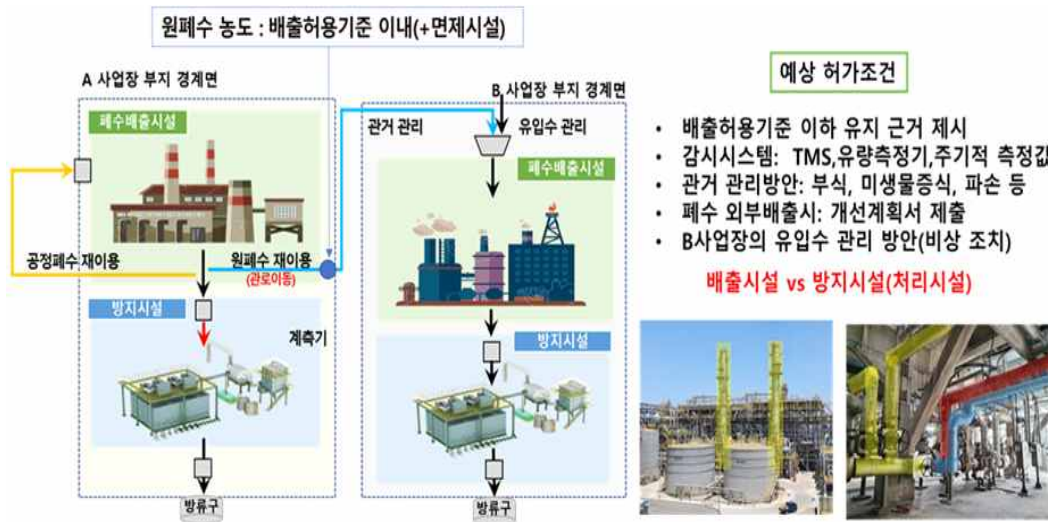 원폐수 농도 : 배출허용기준 이내(+면제시설)
A 사업장 부지 경계면
폐수배출시설
공정폐수 재이용
원폐수 재이용
(관로이동)
방지시설
계측기
방류구
B 사업장 부지 경계면
관거 관리
유입수 관리
폐수배출시설
방지시설
방류구
예상 허가조건
• 배출허용기준 이하 유지 근거 제시
• 감시시스템: TMS,유량측정기,주기적 측정값
• 관거 관리방안: 부식, 미생물증식, 파손 등
• 폐수 외부배출시: 개선계획서 제출
• B사업장의 유입수 관리 방안(비상 조치)
배출시설 vs 방지시설(처리시설)